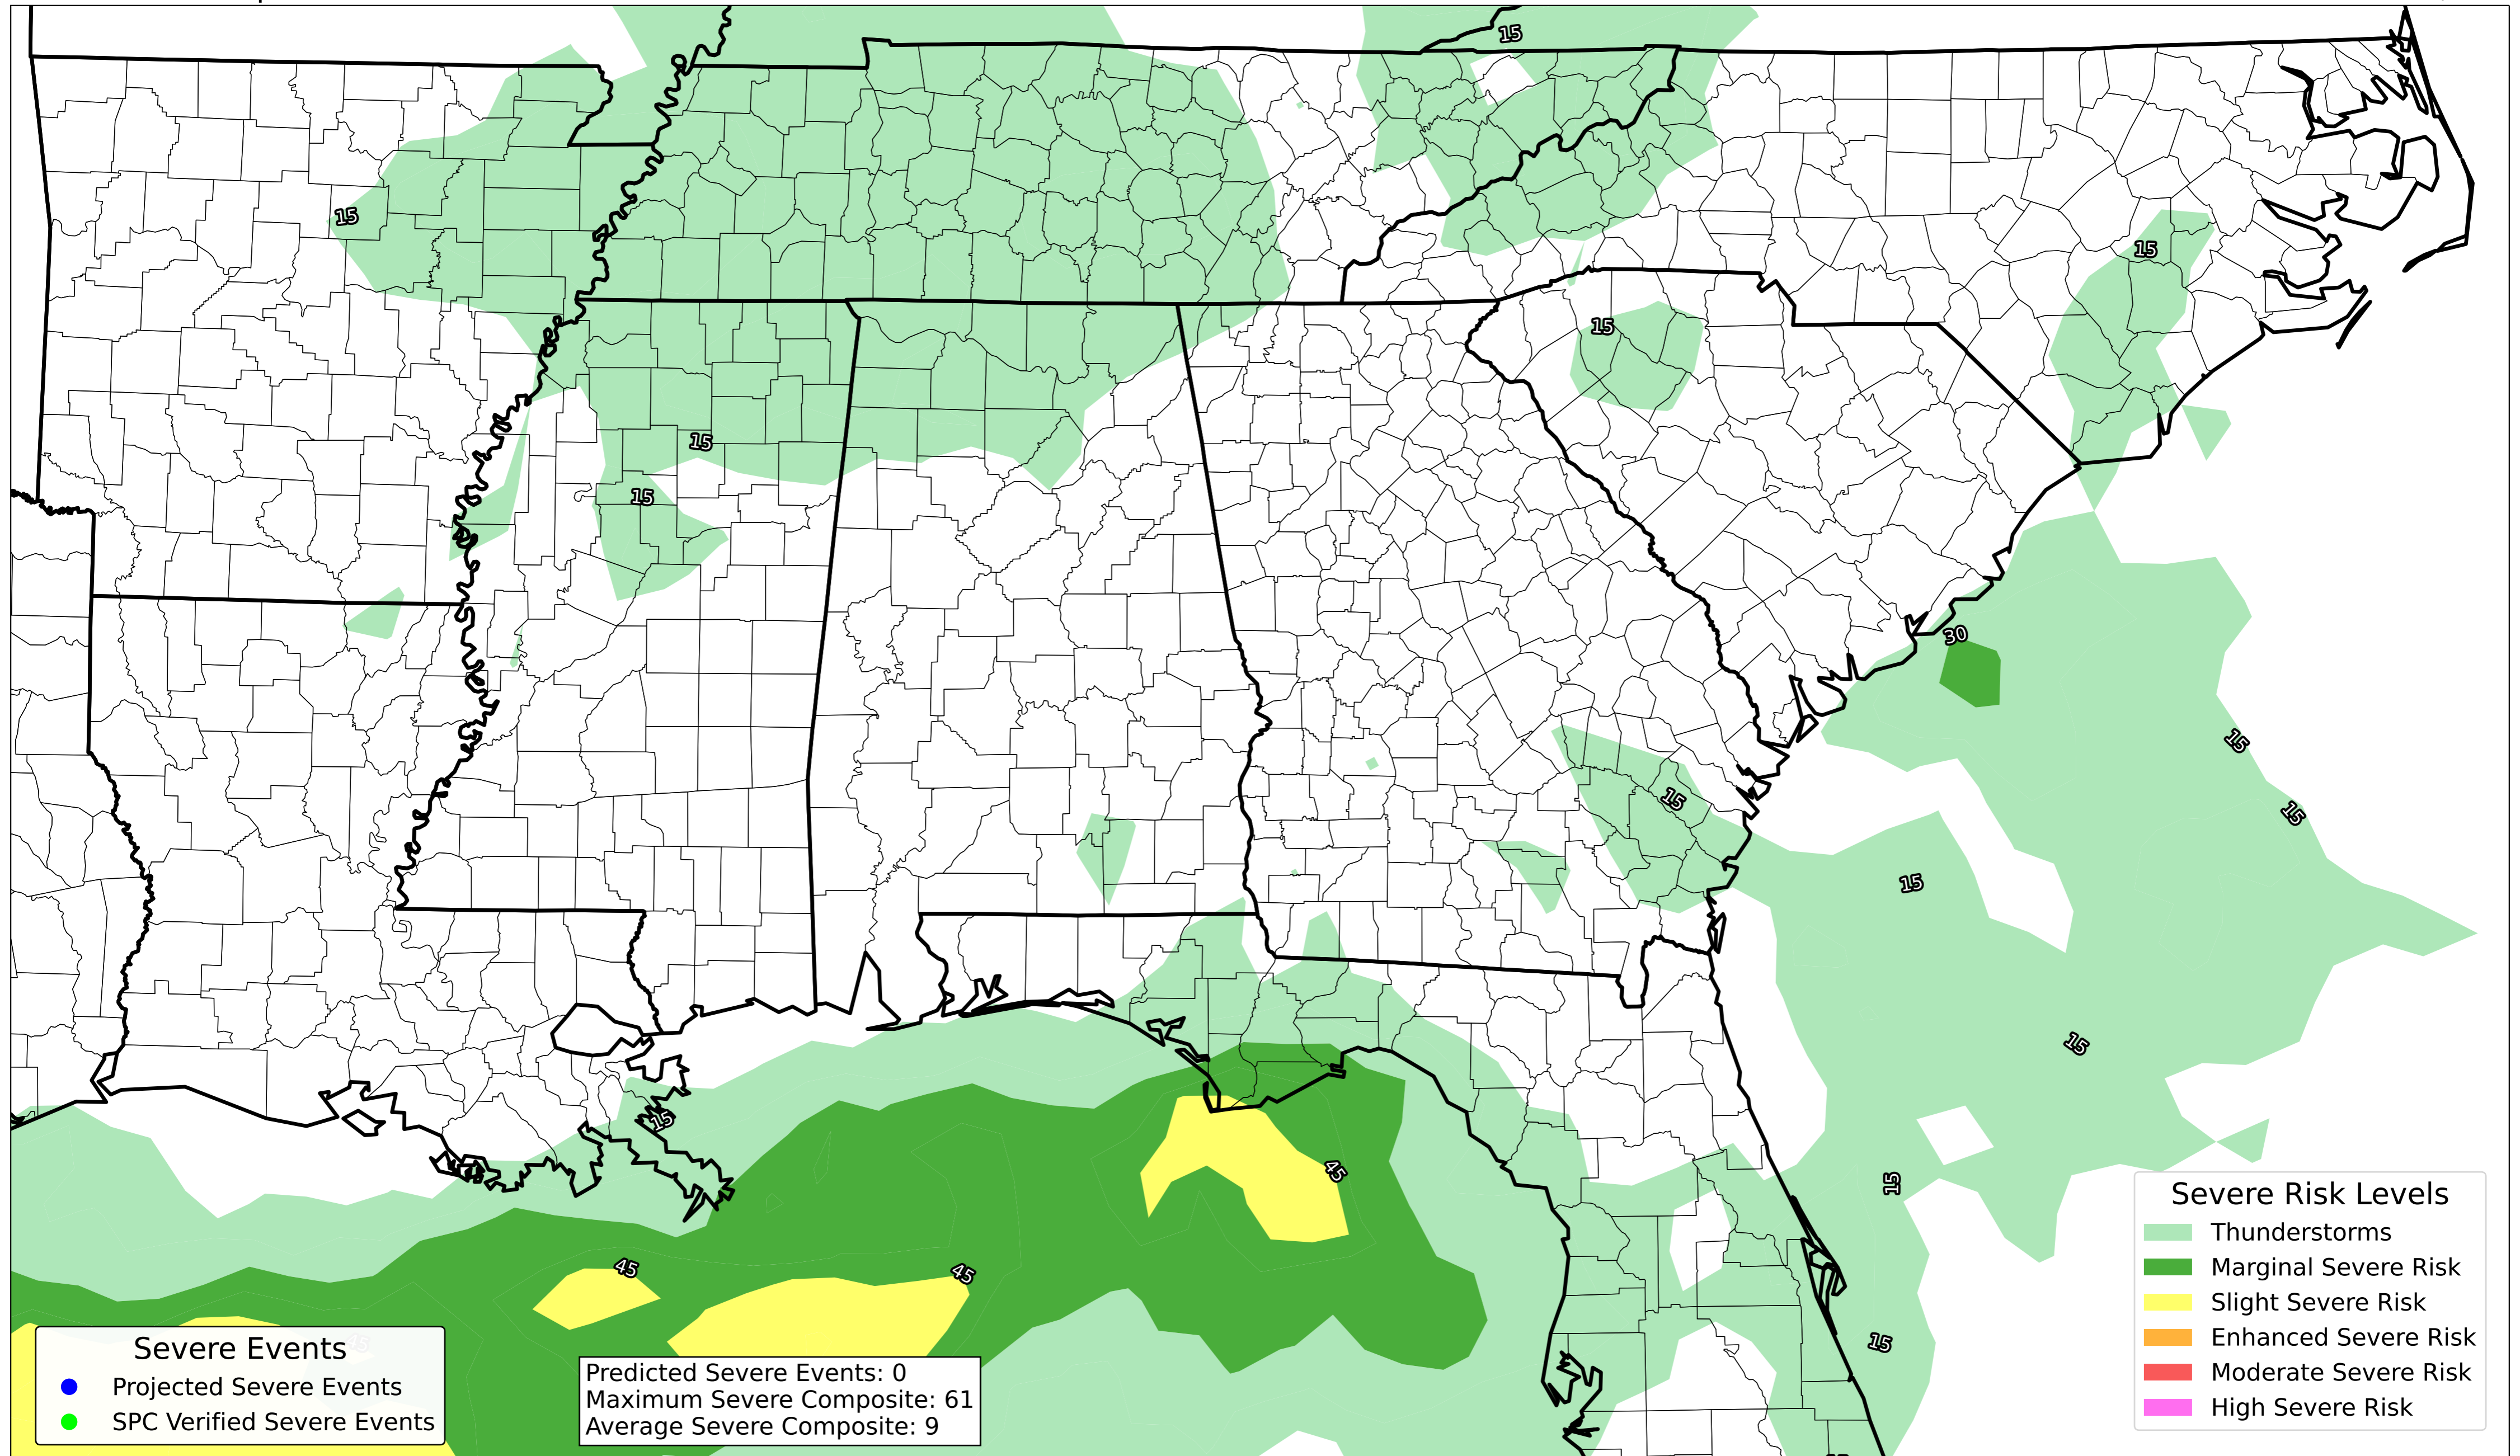 15
15
15
15
15
15
30
15
15
15
15
15
15
45
15
45
45
15
Severe Risk Levels
Thunderstorms
Marginal Severe Risk
Slight Severe Risk
Enhanced Severe Risk
Moderate Severe Risk
High Severe Risk
Severe Events
Projected Severe Events
SPC Verified Severe Events
Predicted Severe Events: 0
Maximum Severe Composite: 61
Average Severe Composite: 9